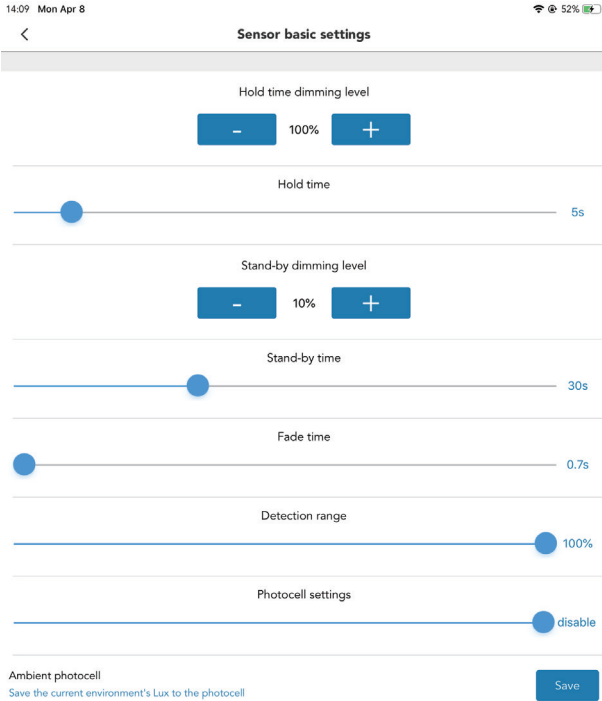 14:09 Mon Apr 8 52%
Sensor basic settings
Hold time dimming level
- 100% +
Hold time
5s
Stand-by dimming level
- 10% +
Stand-by time
30s
Fade time
0.7s
Detection range
100%
Photocell settings
disable
Ambient photocell
Save the current environment's Lux to the photocell
Save